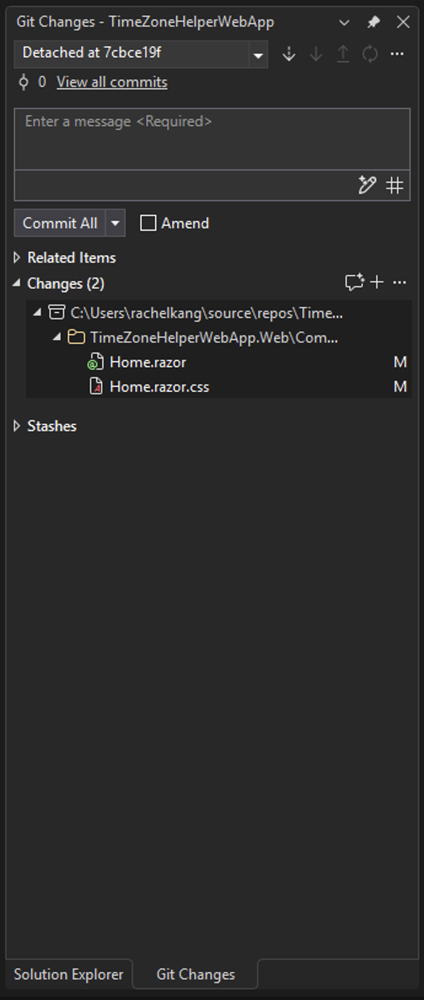 Git Changes - TimeZoneHelperWebApp
Detached at 7cbce19f
0 View all commits
Enter a message <Required>
Commit All Amend
Related Items
Changes (2)
C:\Users\rachelkang\source\repos\Time...
TimeZoneHelperWebApp.Web\Com...
Home.razor M
Home.razor.css M
Stashes
Solution Explorer Git Changes